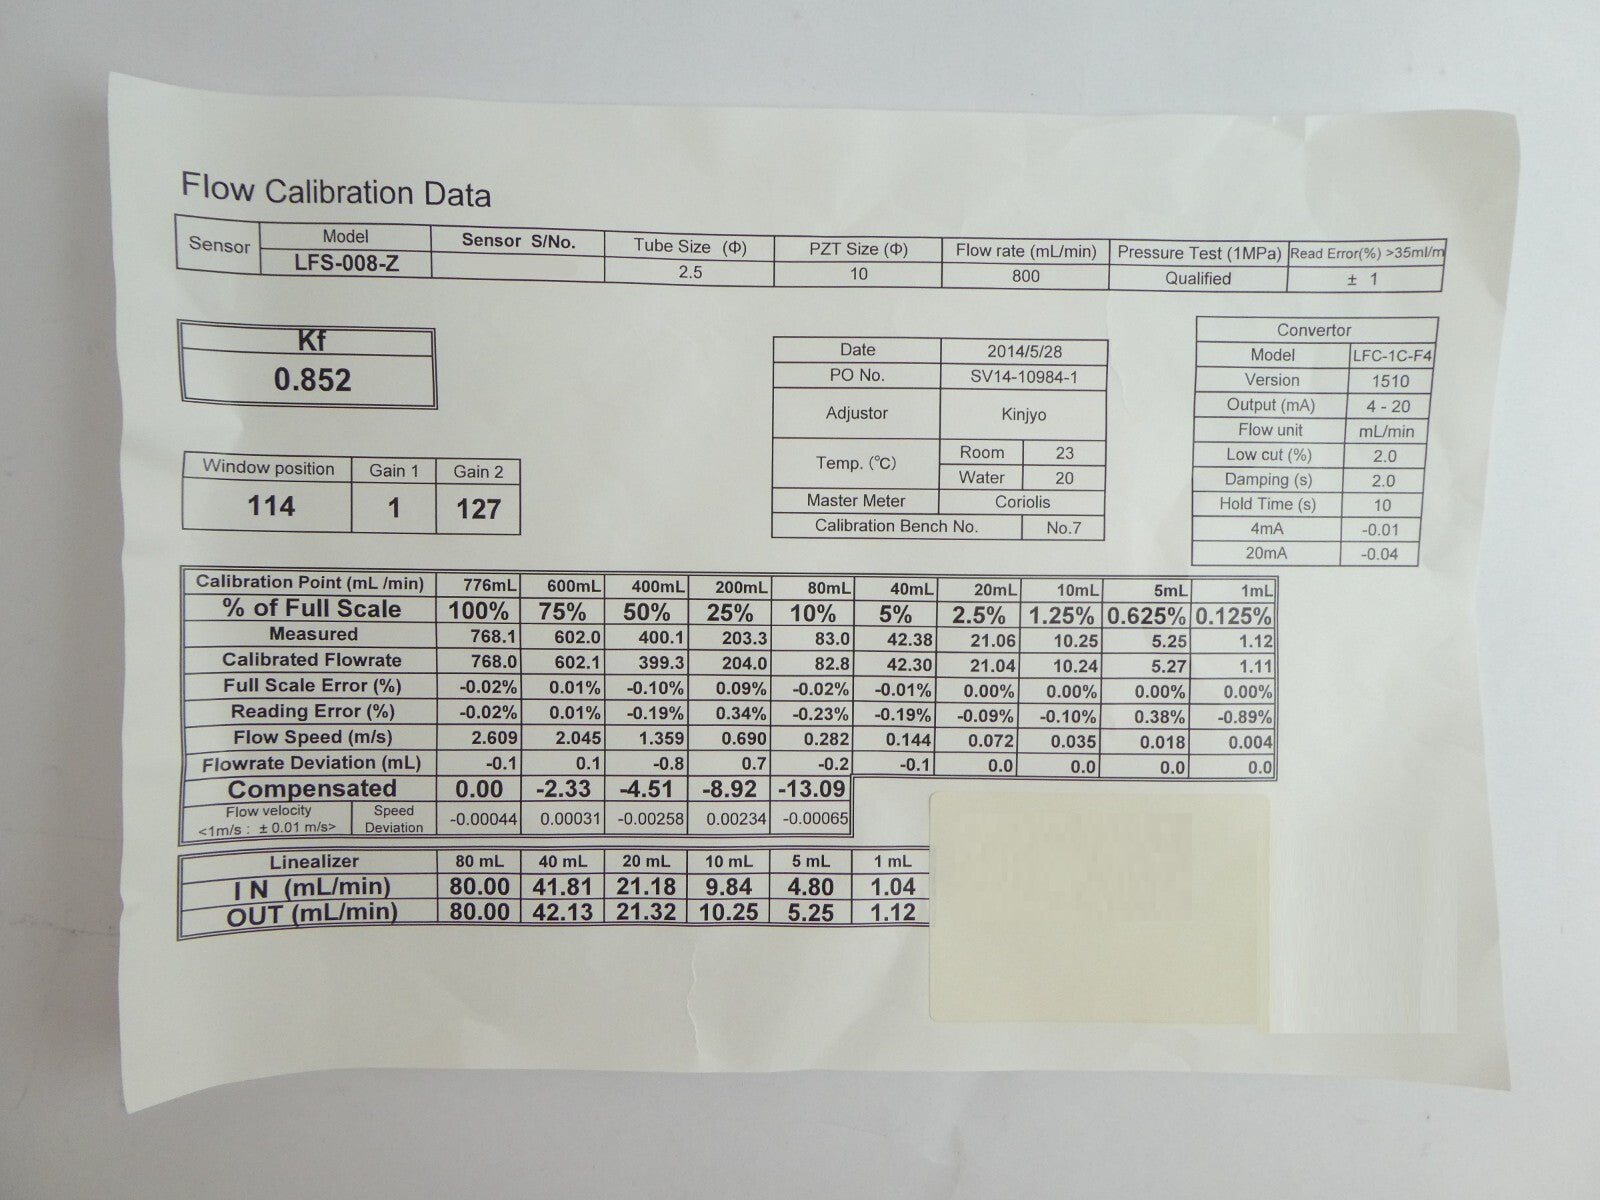 Flow Calibration Data
Sensor Model Sensor S/No. Tube Size (Φ) PZT Size (Φ) Flow rate (mL/min) Pressure Test (1MPa) Read Error(%) >35ml/m
LFS-008-Z 2.5 10 800 Qualified ± 1
Kf
0.852
Window position Gain 1 Gain 2
114 1 127
Date 2014/5/28
PO No. SV14-10984-1
Adjustor Kinjyo
Temp. (℃) Room 23
Water 20
Master Meter Coriolis
Calibration Bench No. No.7
Convertor
Model LFC-1C-F4
Version 1510
Output (mA) 4 - 20
Flow unit mL/min
Low cut (%) 2.0
Damping (s) 2.0
Hold Time (s) 10
4mA -0.01
20mA -0.04
Calibration Point (mL /min) 776mL 600mL 400mL 200mL 80mL 40mL 20mL 10mL 5mL 1mL
% of Full Scale 100% 75% 50% 25% 10% 5% 2.5% 1.25% 0.625% 0.125%
Measured 768.1 602.0 400.1 203.3 83.0 42.38 21.06 10.25 5.25 1.12
Calibrated Flowrate 768.0 602.1 399.3 204.0 82.8 42.30 21.04 10.24 5.27 1.11
Full Scale Error (%) -0.02% 0.01% -0.10% 0.09% -0.02% -0.01% 0.00% 0.00% 0.00% 0.00%
Reading Error (%) -0.02% 0.01% -0.19% 0.34% -0.23% -0.19% -0.09% -0.10% 0.38% -0.89%
Flow Speed (m/s) 2.609 2.045 1.359 0.690 0.282 0.144 0.072 0.035 0.018 0.004
Flowrate Deviation (mL) -0.1 0.1 -0.8 0.7 -0.2 -0.1 0.0 0.0 0.0 0.0
Compensated 0.00 -2.33 -4.51 -8.92 -13.09
Flow velocity
<1m/s : ± 0.01 m/s> Speed Deviation -0.00044 0.00031 -0.00258 0.00234 -0.00065
Linealizer 80 mL 40 mL 20 mL 10 mL 5 mL 1 mL
I N (mL/min) 80.00 41.81 21.18 9.84 4.80 1.04
OUT (mL/min) 80.00 42.13 21.32 10.25 5.25 1.12